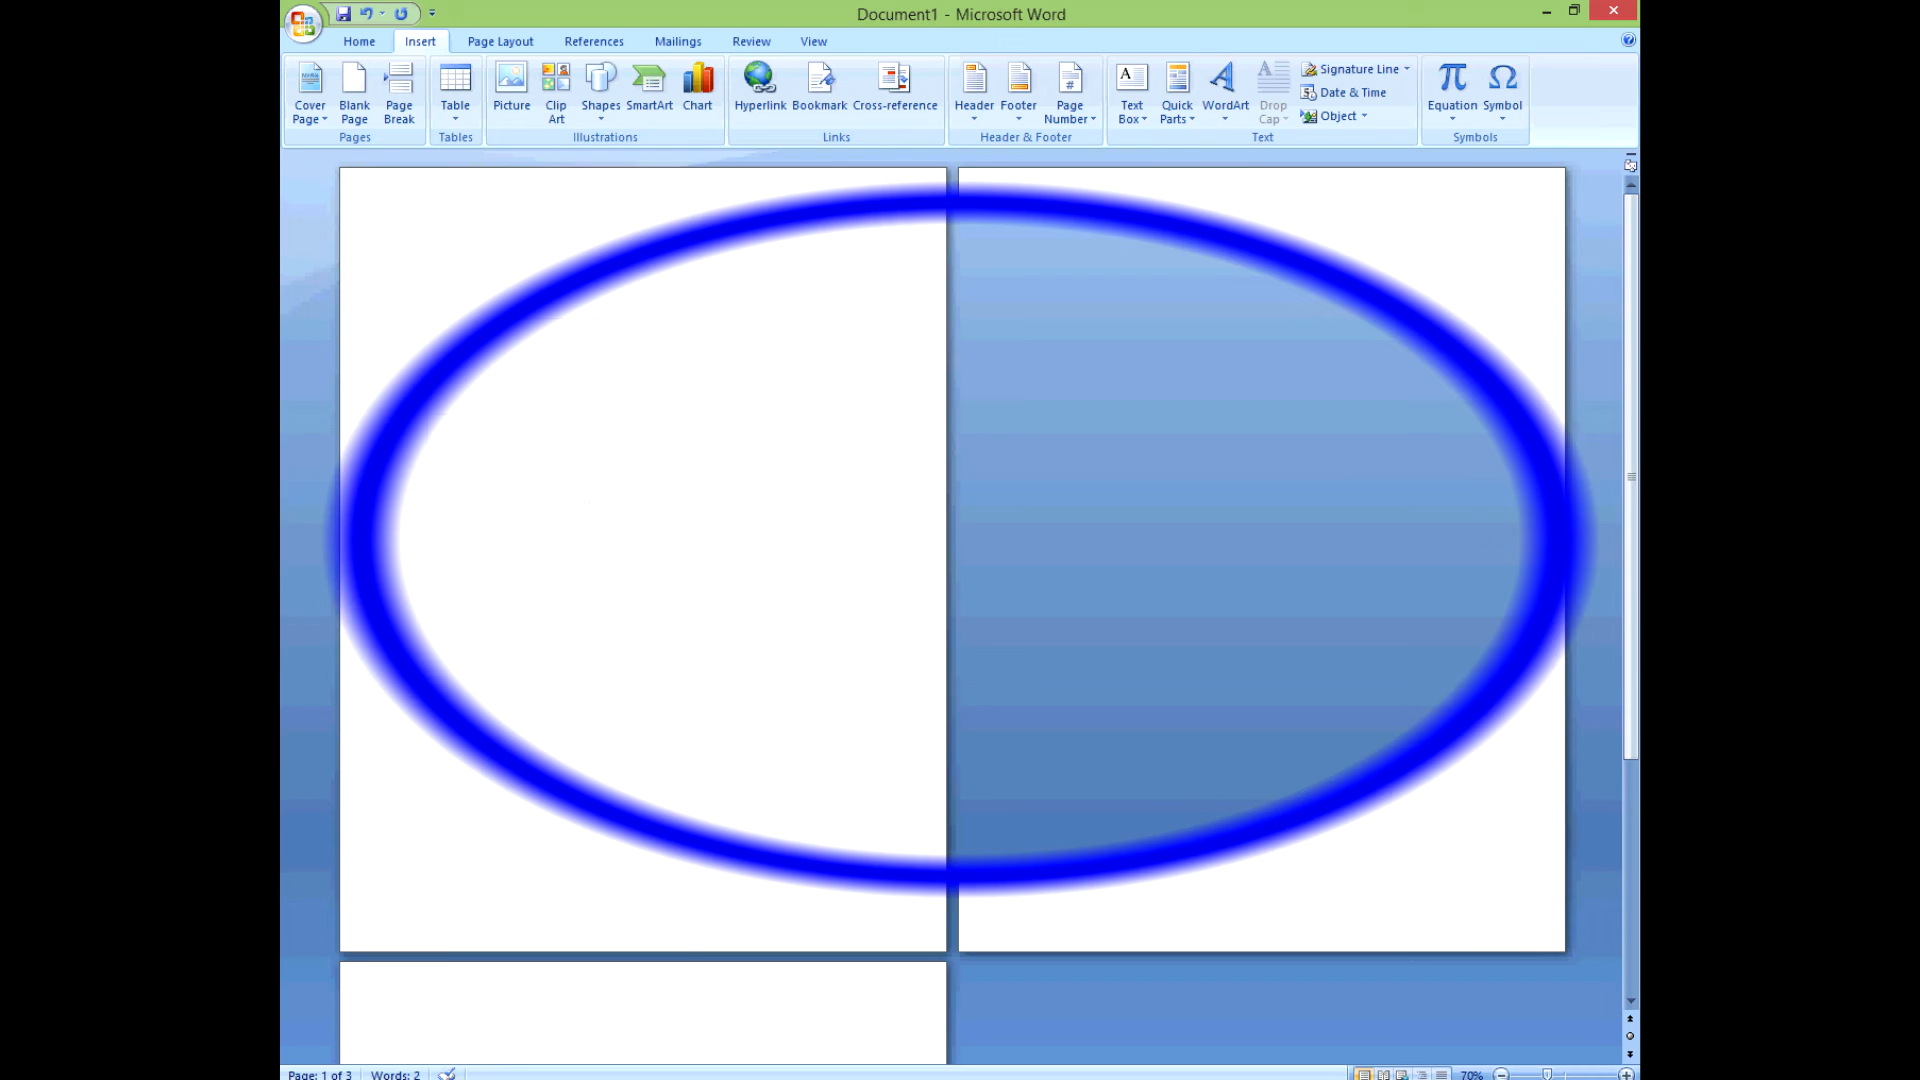 Document1 - Microsoft Word
Home Insert Page Layout References Mailings Review View
Cover Page Blank Page Page Break
Pages
Table
Tables
Picture Clip Art Shapes SmartArt Chart
Illustrations
Hyperlink Bookmark Cross-reference
Links
Header Footer Page Number
Header & Footer
Text Box Quick Parts WordArt Drop Cap
Signature Line
Date & Time
Object
Text
Equation Symbol
Symbols
Page: 1 of 3 Words: 2 70%